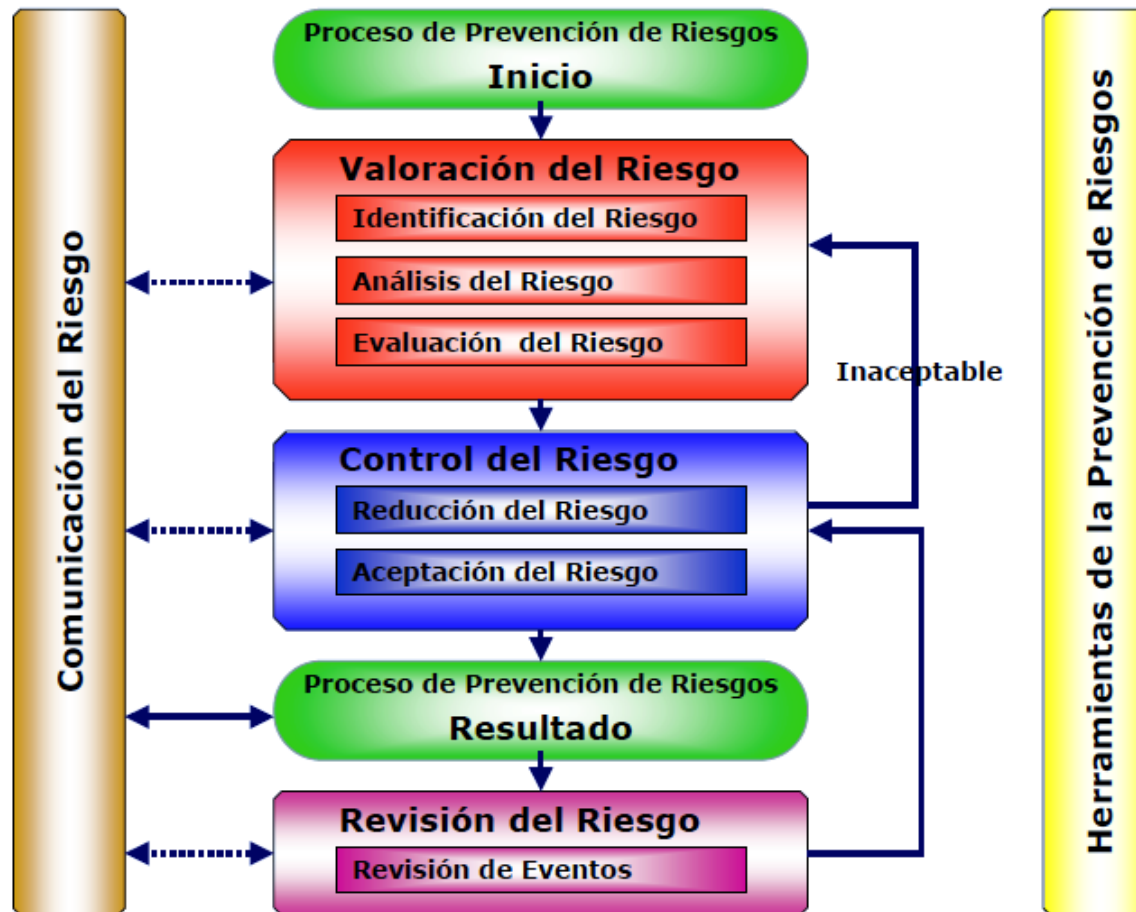 Comunicación del Riesgo
Proceso de Prevención de Riesgos
Inicio
Valoración del Riesgo
Identificación del Riesgo
Análisis del Riesgo
Evaluación  del Riesgo
Inaceptable
Control del Riesgo
Reducción del Riesgo
Aceptación del Riesgo
Proceso de Prevención de Riesgos
Resultado
Revisión del Riesgo
Revisión de Eventos
Herramientas de la Prevención de Riesgos